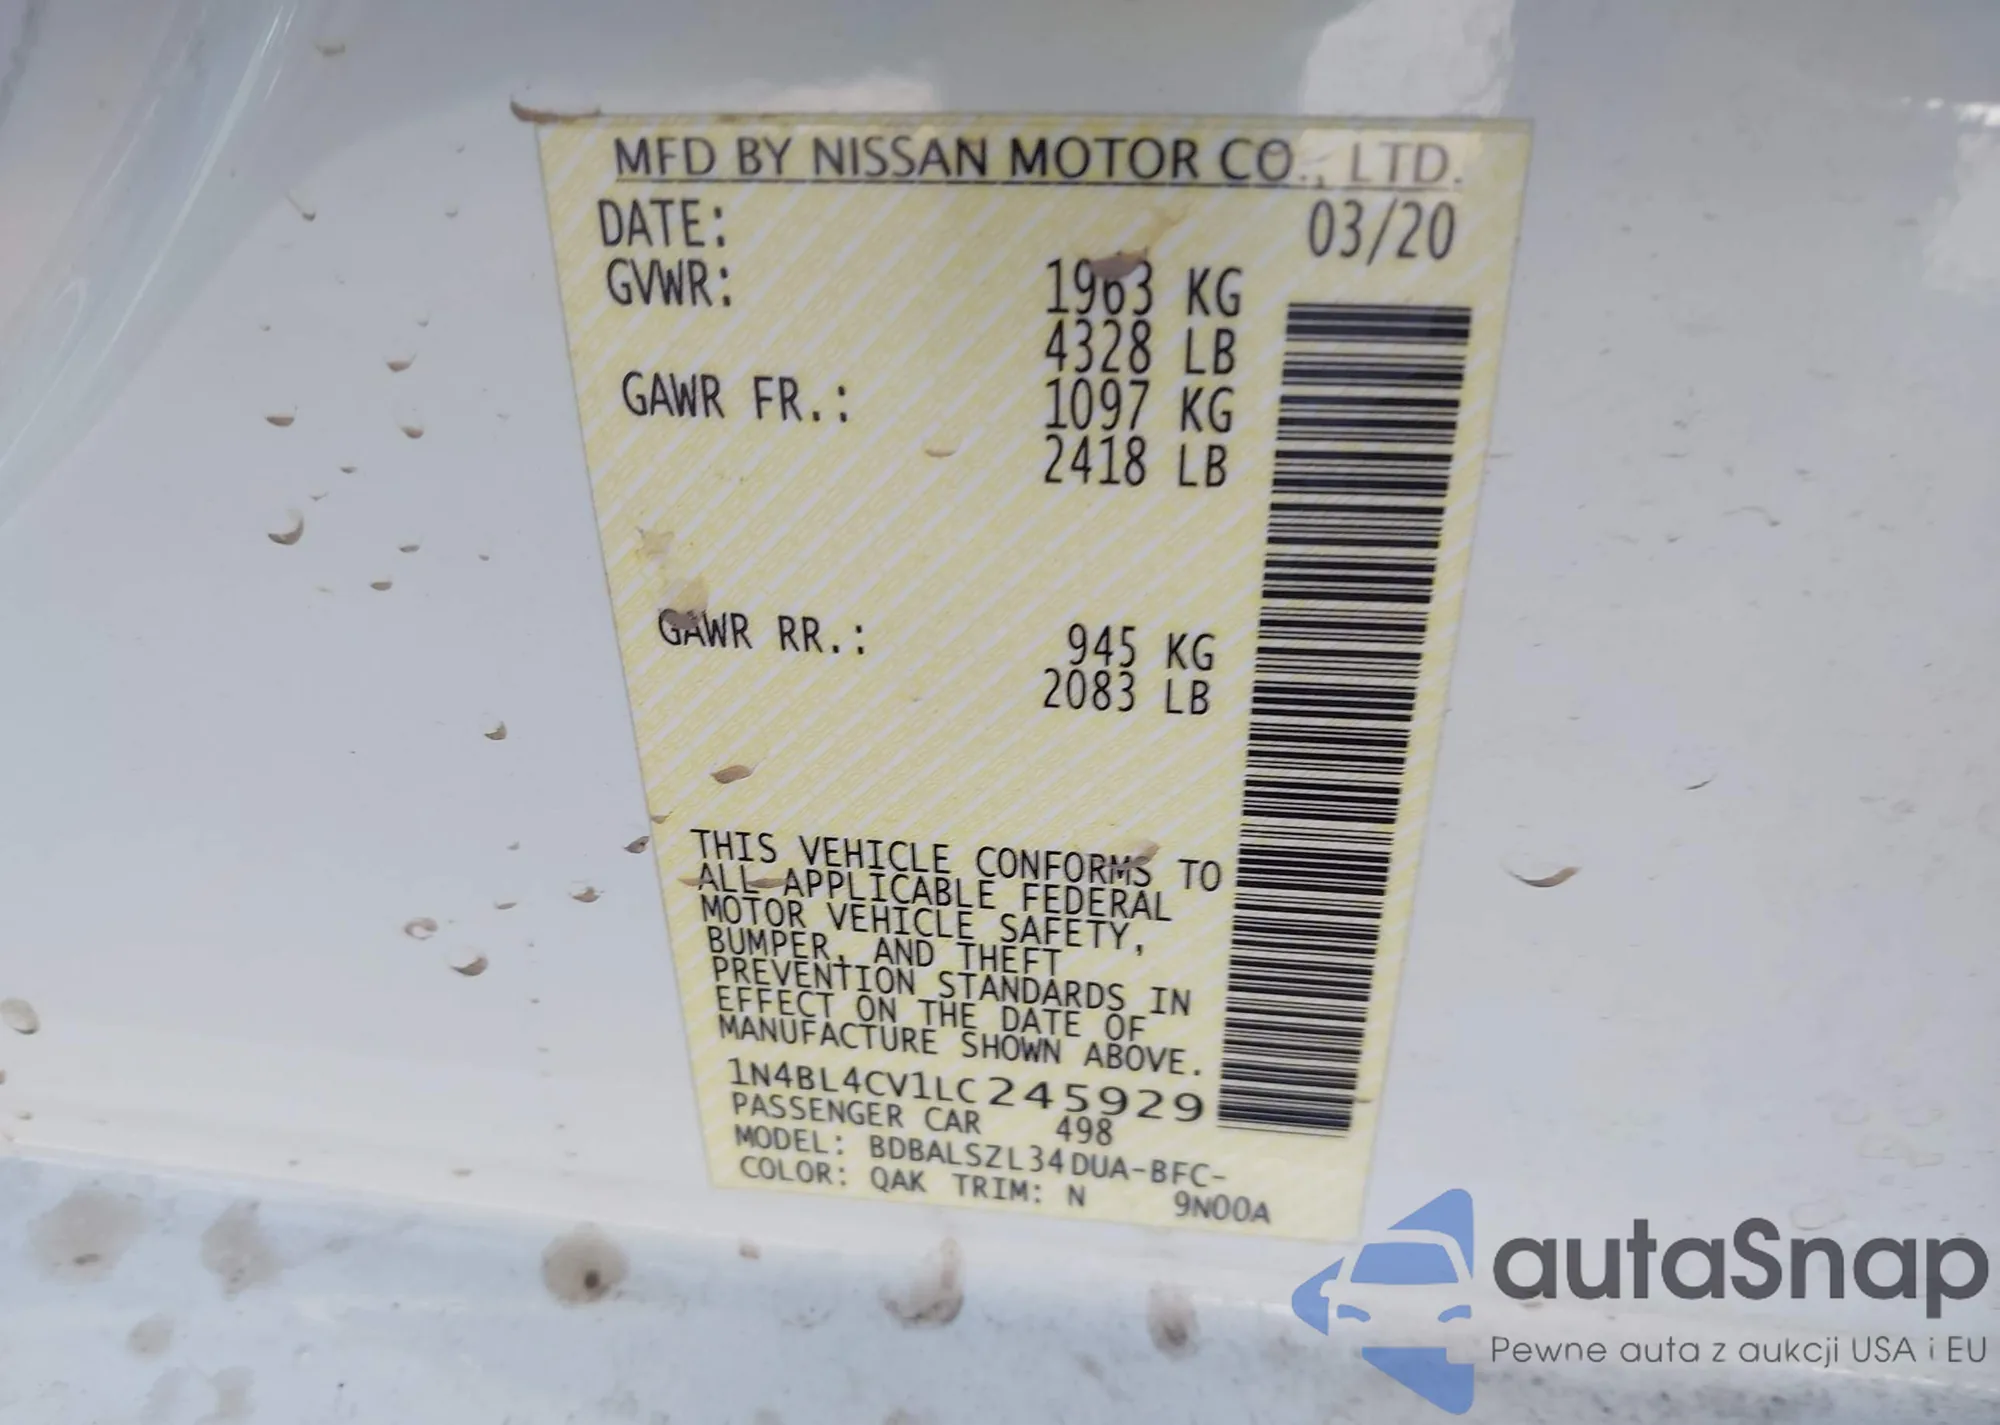 MFD BY NISSAN MOTOR CO., LTD.
DATE: 03/20
GVWR: 1963 KG
4328 LB
GAWR FR.: 1097 KG
2418 LB
GAWR RR.: 945 KG
2083 LB
THIS VEHICLE CONFORMS TO
ALL APPLICABLE FEDERAL
MOTOR VEHICLE SAFETY,
BUMPER, AND THEFT
PREVENTION STANDARDS IN
EFFECT ON THE DATE OF
MANUFACTURE SHOWN ABOVE.
1N4BL4CV1LC245929
PASSENGER CAR 498
MODEL: BDBALSZL34DUA-BFC-
COLOR: QAK TRIM: N 9N00A
autaSnap
Pewne auta z aukcji USA i EU